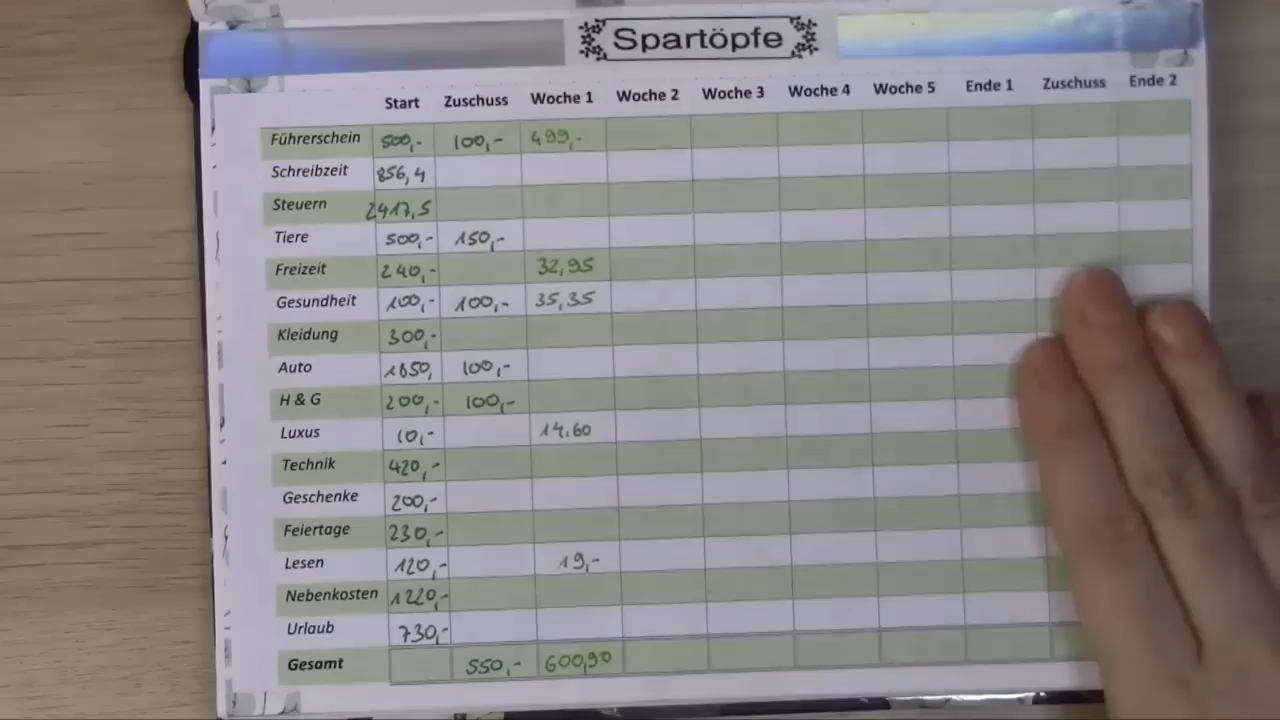 Spartöpfe
Start Zuschuss Woche 1 Woche 2 Woche 3 Woche 4 Woche 5 Ende 1 Zuschuss Ende 2
Führerschein 500,- 100,- 499,-
Schreibzeit 856,4
Steuern 2417,5
Tiere 500,- 150,-
Freizeit 240,- 32,95
Gesundheit 100,- 100,- 35,35
Kleidung 300,-
Auto 1850, 100,-
H & G 200,- 100,-
Luxus 10,- 14.60
Technik 420,-
Geschenke 200,-
Feiertage 230,-
Lesen 120,- 19,-
Nebenkosten 1220,-
Urlaub 730,-
Gesamt 550,- 600,90